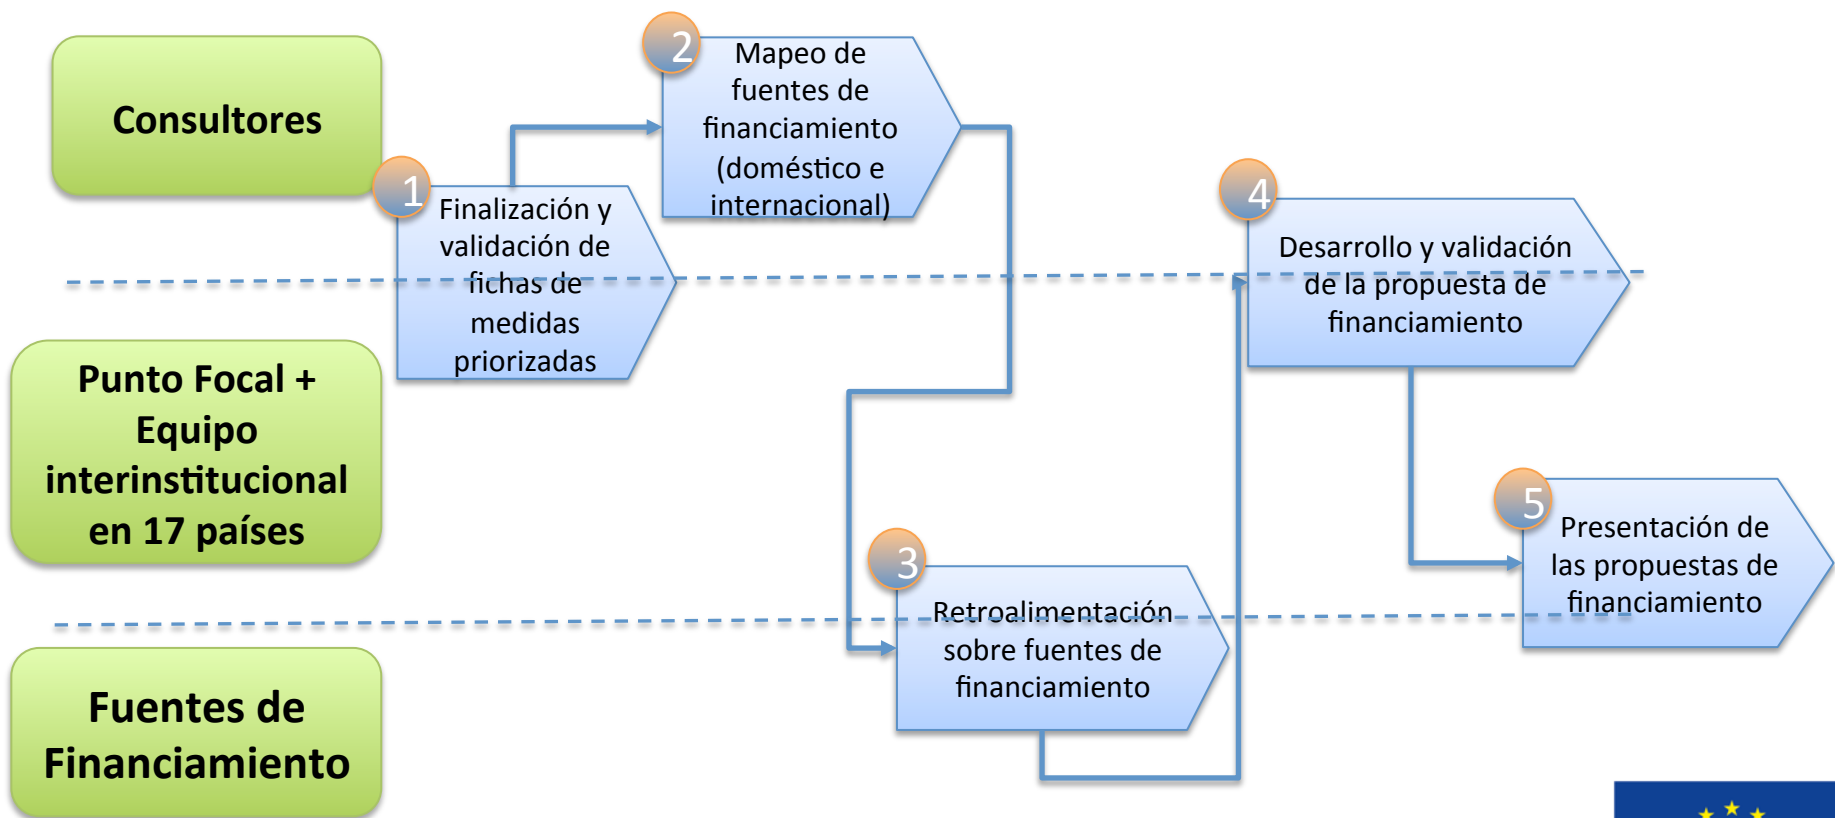 Consultores
1
Finalización y
validación de
fichas de
medidas
priorizadas
2
Mapeo de
fuentes de
financiamiento
(doméstico e
internacional)
Punto Focal +
Equipo
interinstitucional
en 17 países
3
Retroalimentación
sobre fuentes de
financiamiento
4
Desarrollo y validación
de la propuesta de
financiamiento
5
Presentación de
las propuestas de
financiamiento
Fuentes de
Financiamiento